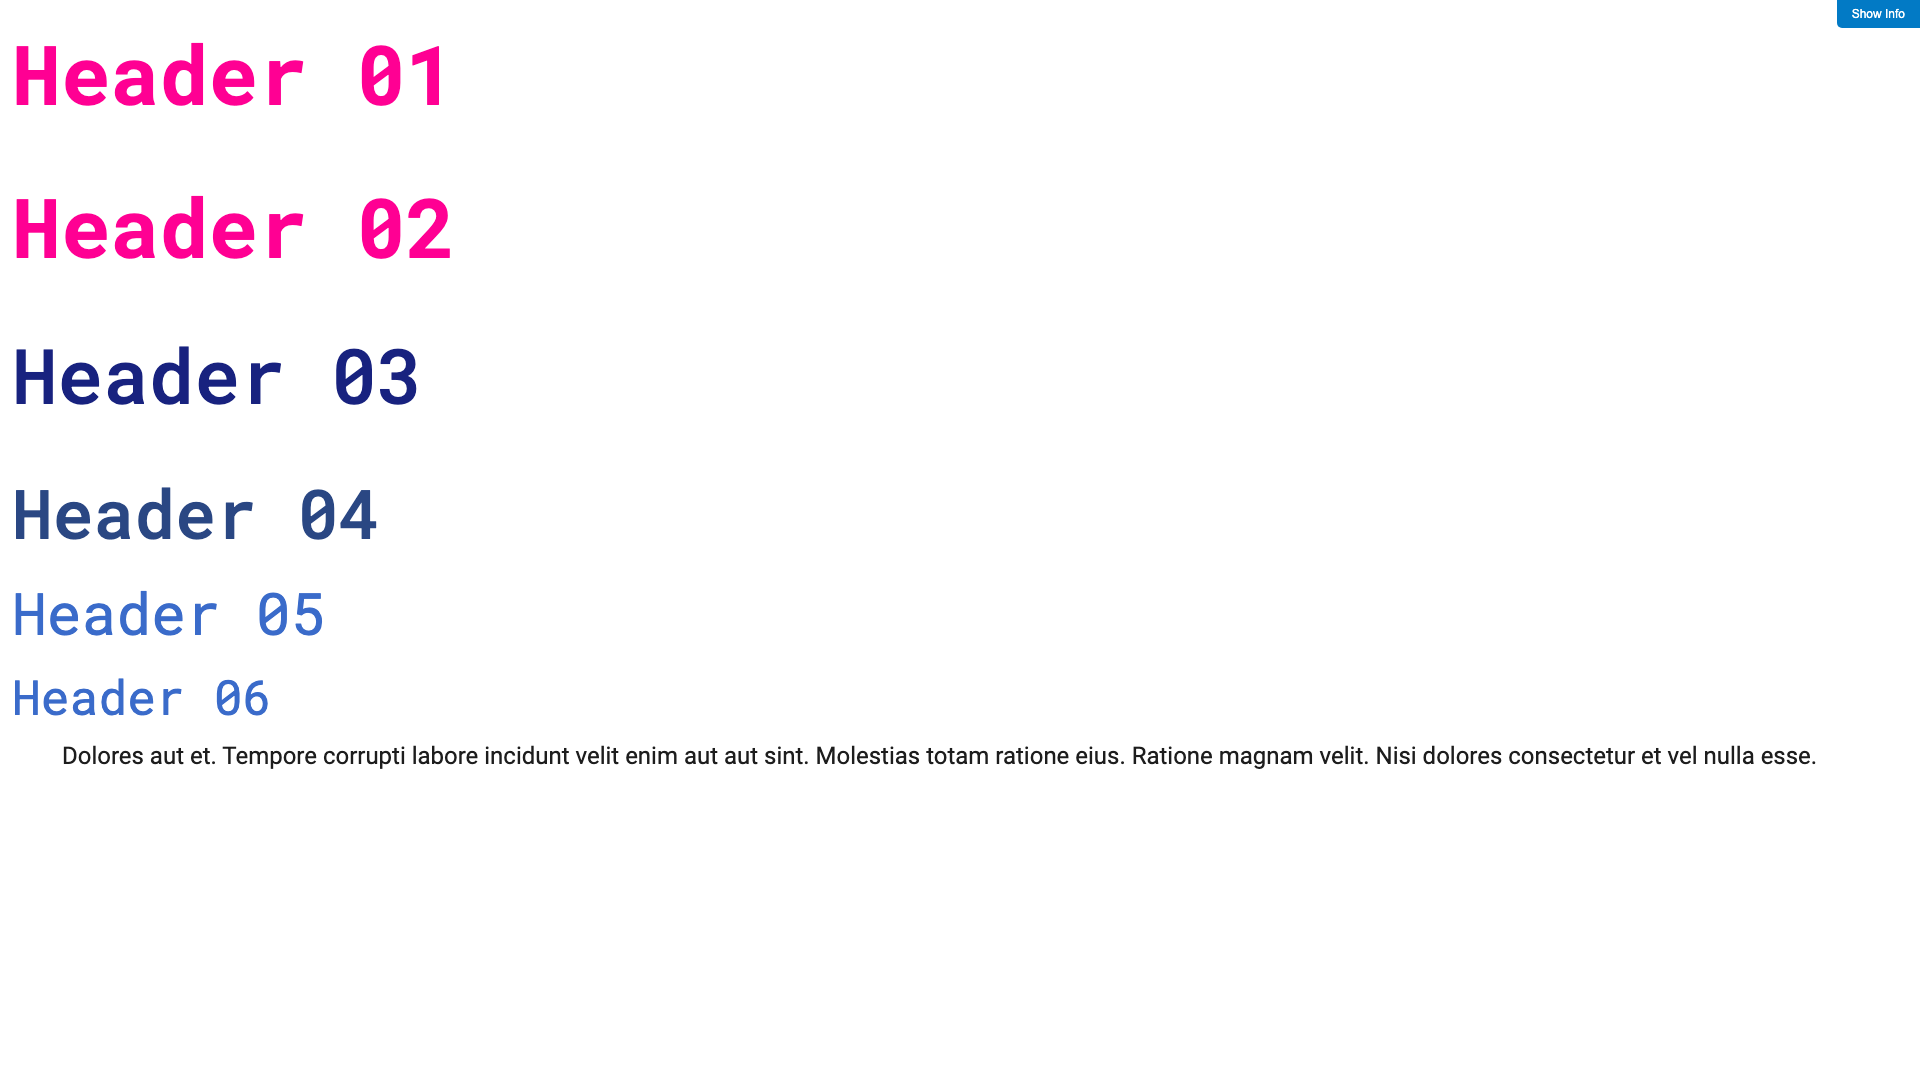 Show Info
Header 01
Header 02
Header 03
Header 04
Header 05
Header 06
Dolores aut et. Tempore corrupti labore incidunt velit enim aut aut sint. Molestias totam ratione eius. Ratione magnam velit. Nisi dolores consectetur et vel nulla esse.